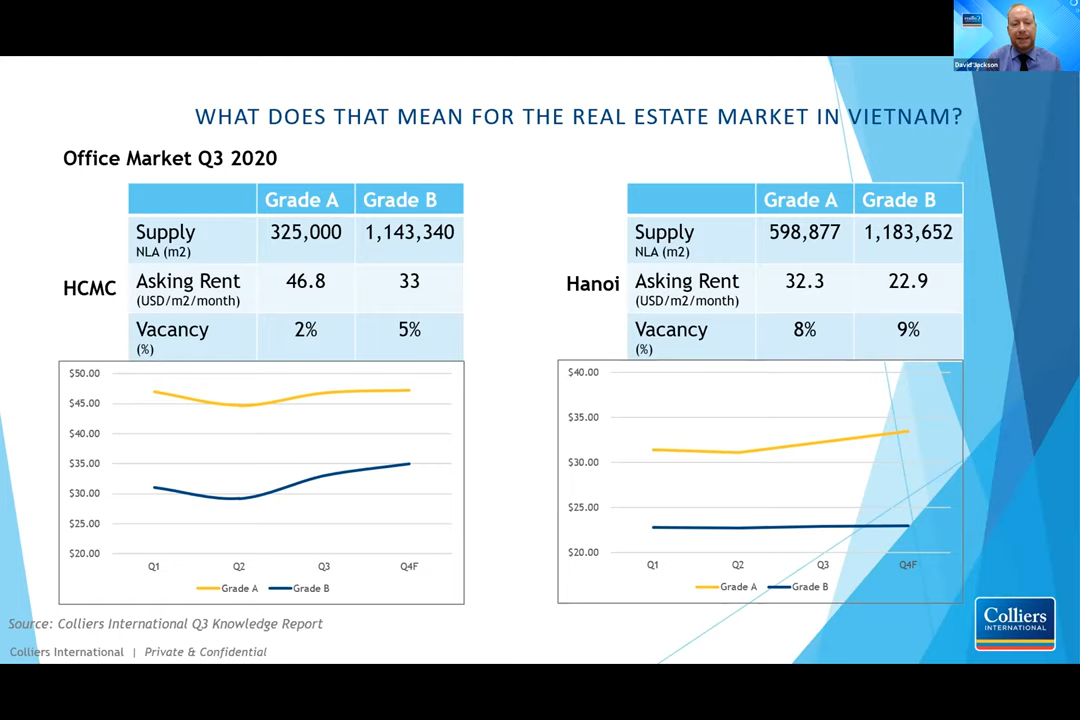 David Jackson
WHAT DOES THAT MEAN FOR THE REAL ESTATE MARKET IN VIETNAM?
Office Market Q3 2020
HCMC
Grade A Grade B
Supply 325,000 1,143,340
NLA (m2)
Asking Rent 46.8 33
(USD/m2/month)
Vacancy 2% 5%
(%)
$50.00
$45.00
$40.00
$35.00
$30.00
$25.00
$20.00
Q1 Q2 Q3 Q4F
Grade A Grade B
Hanoi
Grade A Grade B
Supply 598,877 1,183,652
NLA (m2)
Asking Rent 32.3 22.9
(USD/m2/month)
Vacancy 8% 9%
(%)
$40.00
$35.00
$30.00
$25.00
$20.00
Q1 Q2 Q3 Q4F
Grade A Grade B
Source: Colliers International Q3 Knowledge Report
Colliers International | Private & Confidential
Colliers
INTERNATIONAL